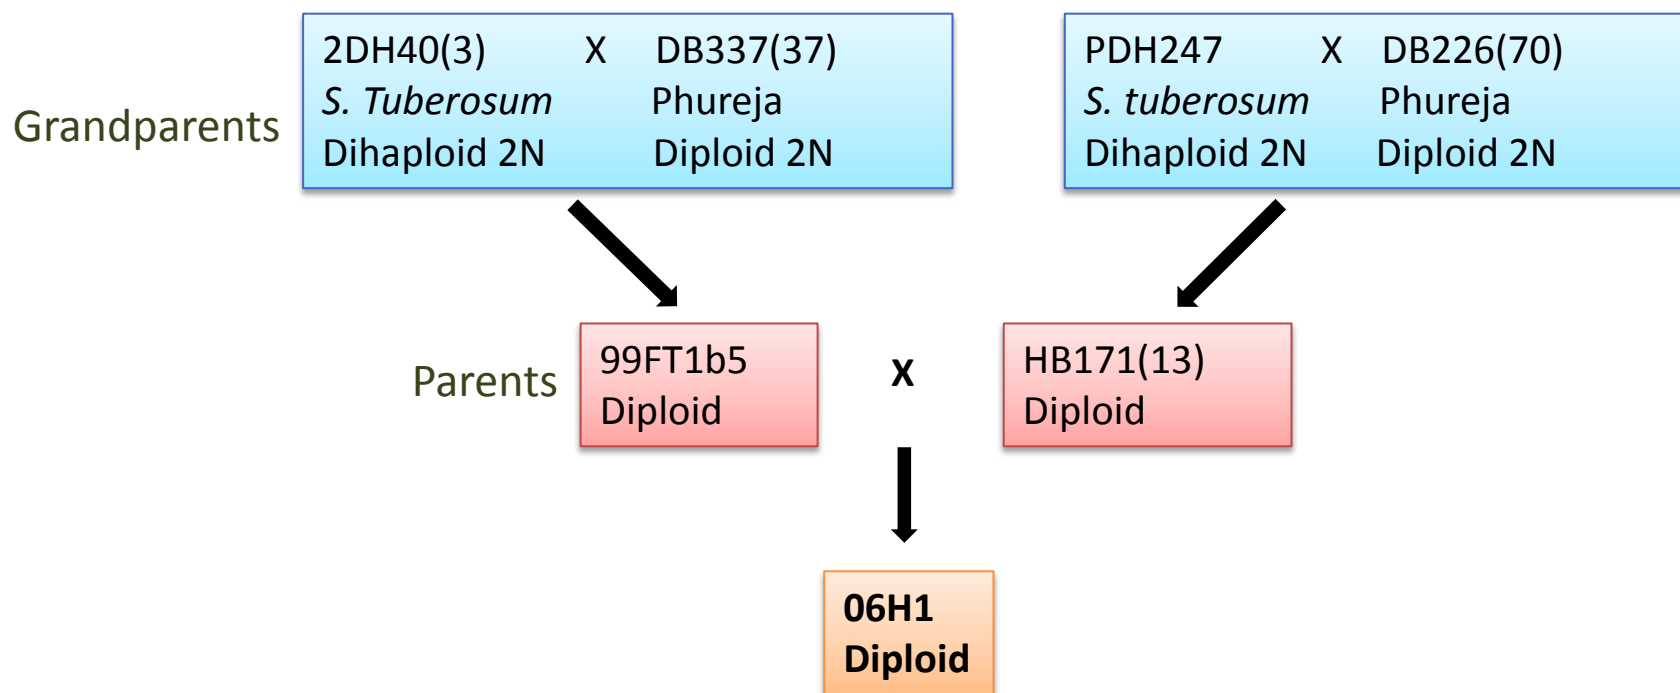 Grandparents
2DH40(3) X DB337(37)
S. Tuberosum Phureja
Dihaploid 2N Diploid 2N
PDH247 X DB226(70)
S. tuberosum Phureja
Dihaploid 2N Diploid 2N
Parents
99FT1b5
Diploid
X
HB171(13)
Diploid
06H1
Diploid